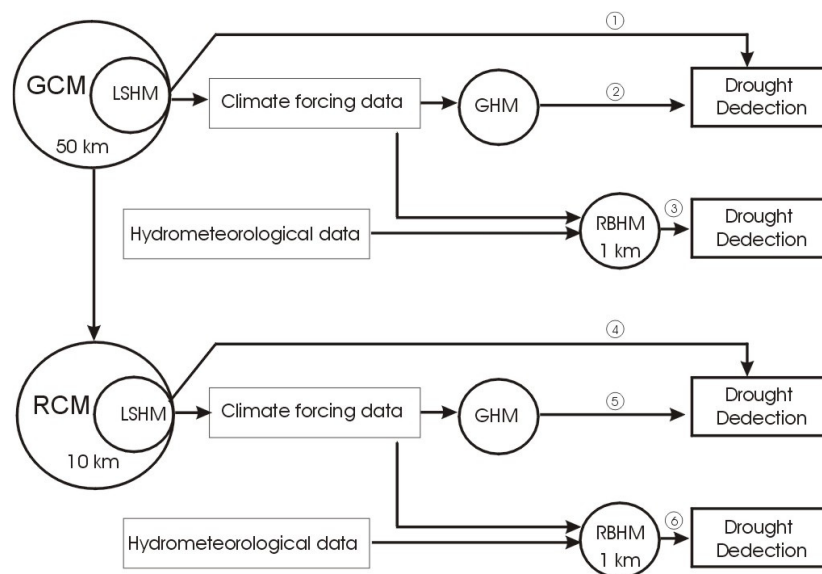 ①
GCM
LSHM
50 km
Climate forcing data
GHM
②
Drought
Dedection
Hydrometeorological data
RBHM
1 km
③
Drought
Dedection
④
RCM
LSHM
10 km
Climate forcing data
GHM
⑤
Drought
Dedection
Hydrometeorological data
RBHM
1 km
⑥
Drought
Dedection